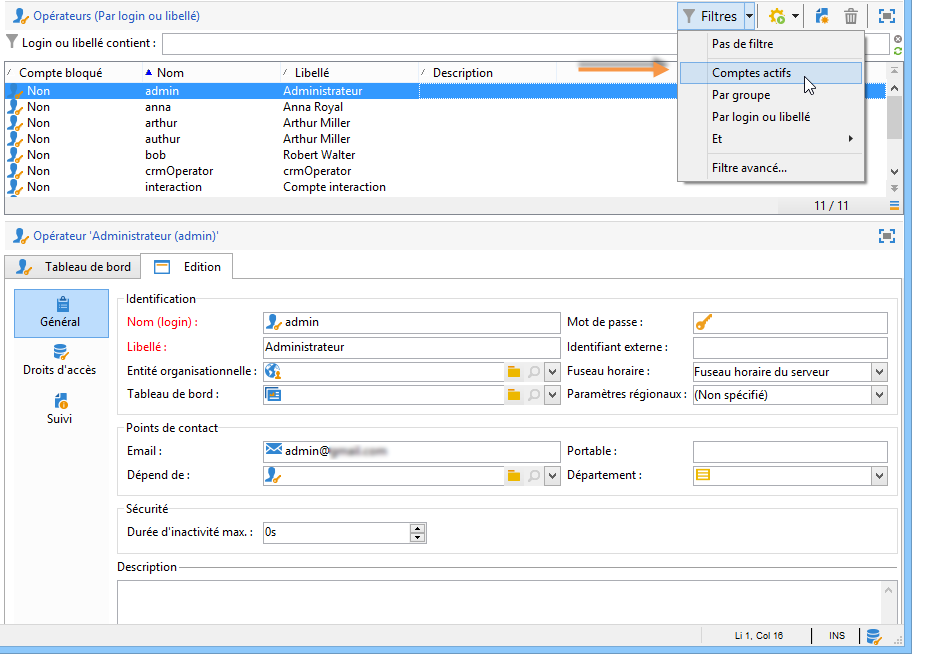 Opérateurs (Par login ou libellé)
Filtres
Login ou libellé contient :
Pas de filtre
Comptes actifs
Par groupe
Par login ou libellé
Et
Filtre avancé...
Compte bloqué Nom Libellé Description
Non admin Administrateur
Non anna Anna Royal
Non arthur Arthur Miller
Non authur Arthur Miller
Non bob Robert Walter
Non crmOperator crmOperator
Non interaction Compte interaction
11 / 11
Opérateur 'Administrateur (admin)'
Tableau de bord Edition
Général
Droits d'accès
Suivi
Identification
Nom (login) : admin Mot de passe :
Libellé : Administrateur Identifiant externe :
Entité organisationnelle : Fuseau horaire : Fuseau horaire du serveur
Tableau de bord : Paramètres régionaux : (Non spécifié)
Points de contact
Email : admin@ Portable :
Dépend de : Département :
Sécurité
Durée d'inactivité max. : 0s
Description
Li 1, Col 16 INS